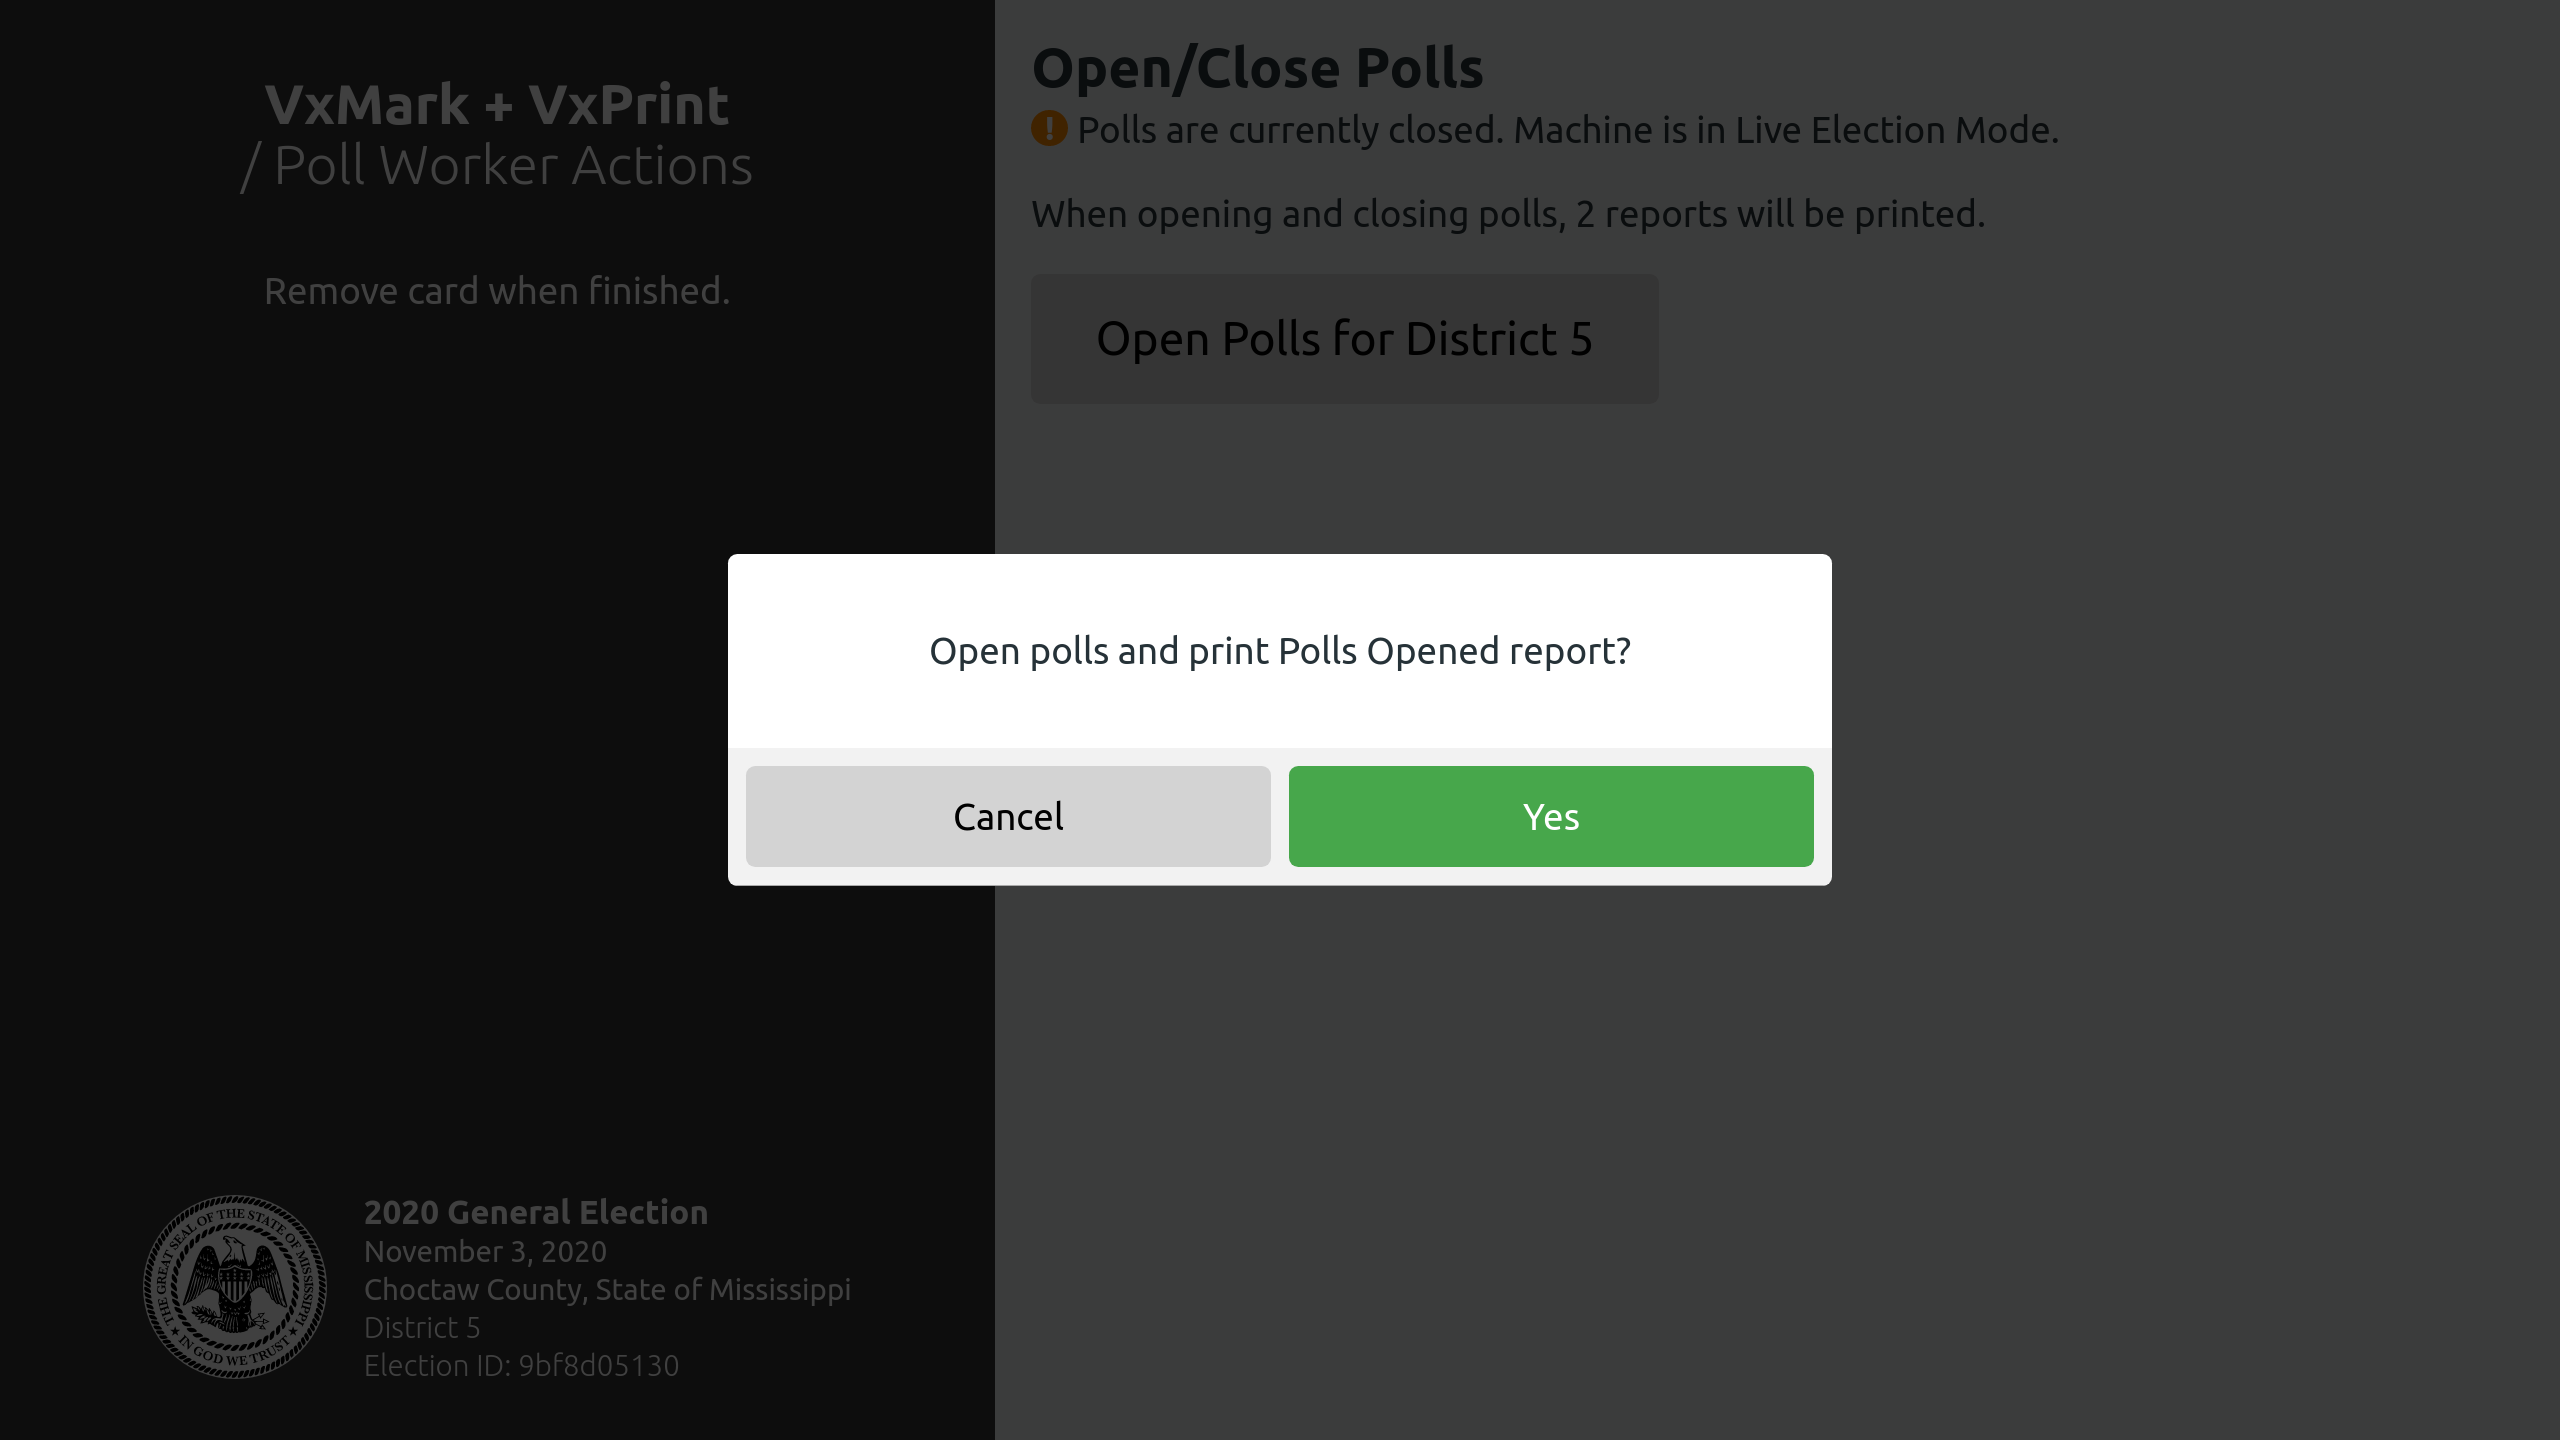 VxMark + VxPrint
/ Poll Worker Actions
Remove card when finished.
Open/Close Polls
Polls are currently closed. Machine is in Live Election Mode.
When opening and closing polls, 2 reports will be printed.
Open Polls for District 5
Open polls and print Polls Opened report?
Cancel
Yes
THE GREAT SEAL OF THE STATE OF MISSISSIPPI
★ IN GOD WE TRUST ★
2020 General Election
November 3, 2020
Choctaw County, State of Mississippi
District 5
Election ID: 9bf8d05130